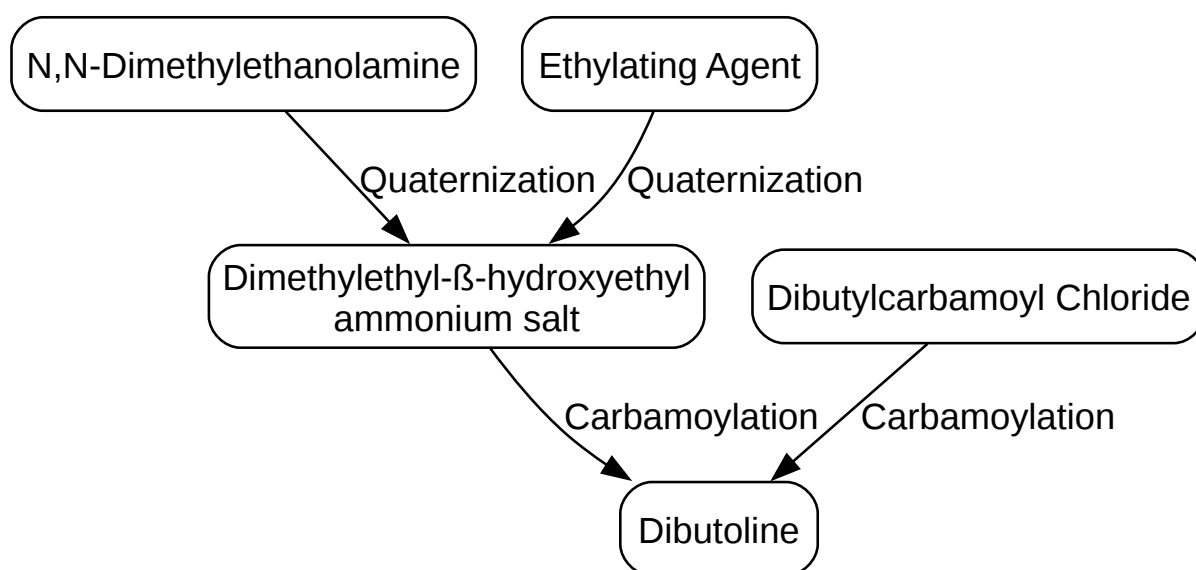 N,N-Dimethylethanolamine
Ethylating Agent
Quaternization
Quaternization
Dimethylethyl-ß-hydroxyethyl
ammonium salt
Dibutylcarbamoyl Chloride
Carbamoylation
Carbamoylation
Dibutoline